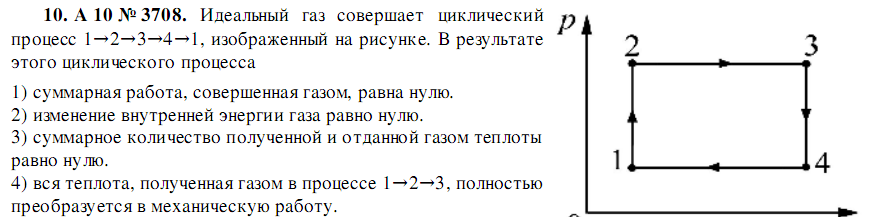 10. А 10 № 3708. Идеальный газ совершает циклический
процесс 1→2→3→4→1, изображенный на рисунке. В результате
этого циклического процесса
1) суммарная работа, совершенная газом, равна нулю.
2) изменение внутренней энергии газа равно нулю.
3) суммарное количество полученной и отданной газом теплоты
равно нулю.
4) вся теплота, полученная газом в процессе 1→2→3, полностью
преобразуется в механическую работу.
p
2 3
1 4